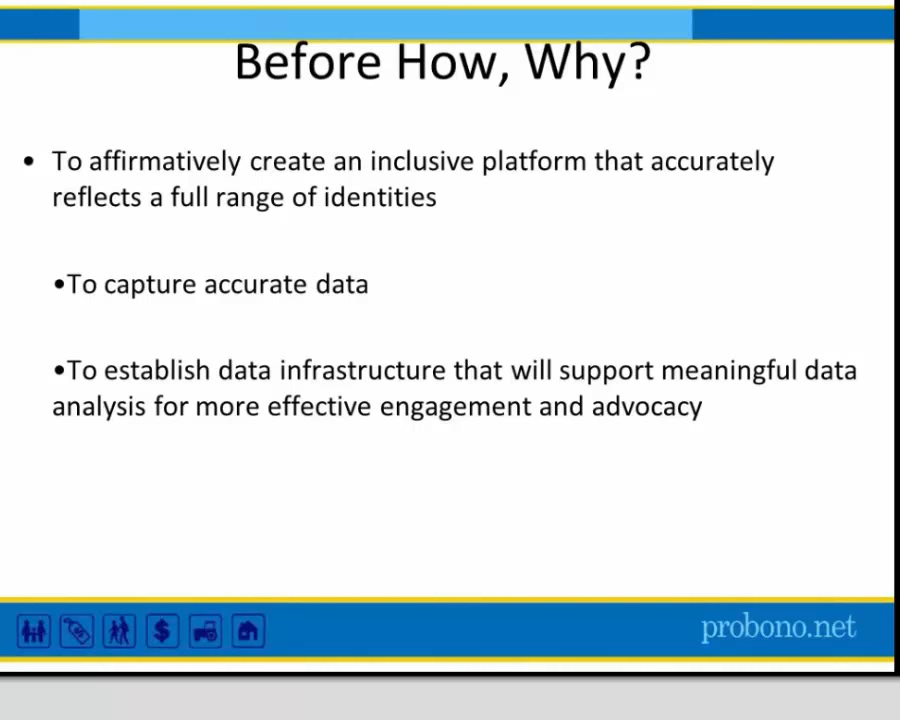 Before How, Why?
• To affirmatively create an inclusive platform that accurately
reflects a full range of identities
•To capture accurate data
•To establish data infrastructure that will support meaningful data
analysis for more effective engagement and advocacy
$
probono.net